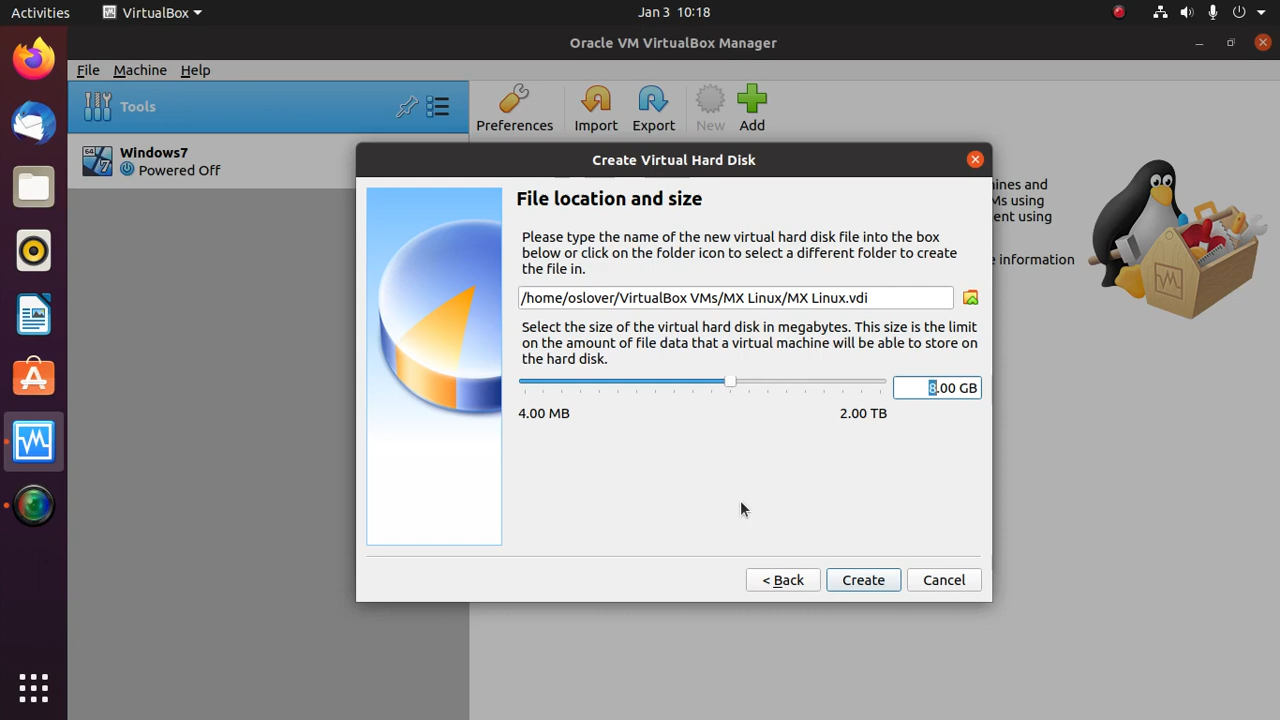 Activities
VirtualBox
Jan 3 10:18
Oracle VM VirtualBox Manager
File Machine Help
Tools
Preferences
Import
Export
New
Add
64
7
Windows7
Powered Off
Create Virtual Hard Disk
File location and size
Please type the name of the new virtual hard disk file into the box
below or click on the folder icon to select a different folder to create
the file in.
/home/oslover/VirtualBox VMs/MX Linux/MX Linux.vdi
Select the size of the virtual hard disk in megabytes. This size is the limit
on the amount of file data that a virtual machine will be able to store on
the hard disk.
8.00 GB
4.00 MB
2.00 TB
< Back
Create
Cancel
ines and
Ms using
ent using
e information